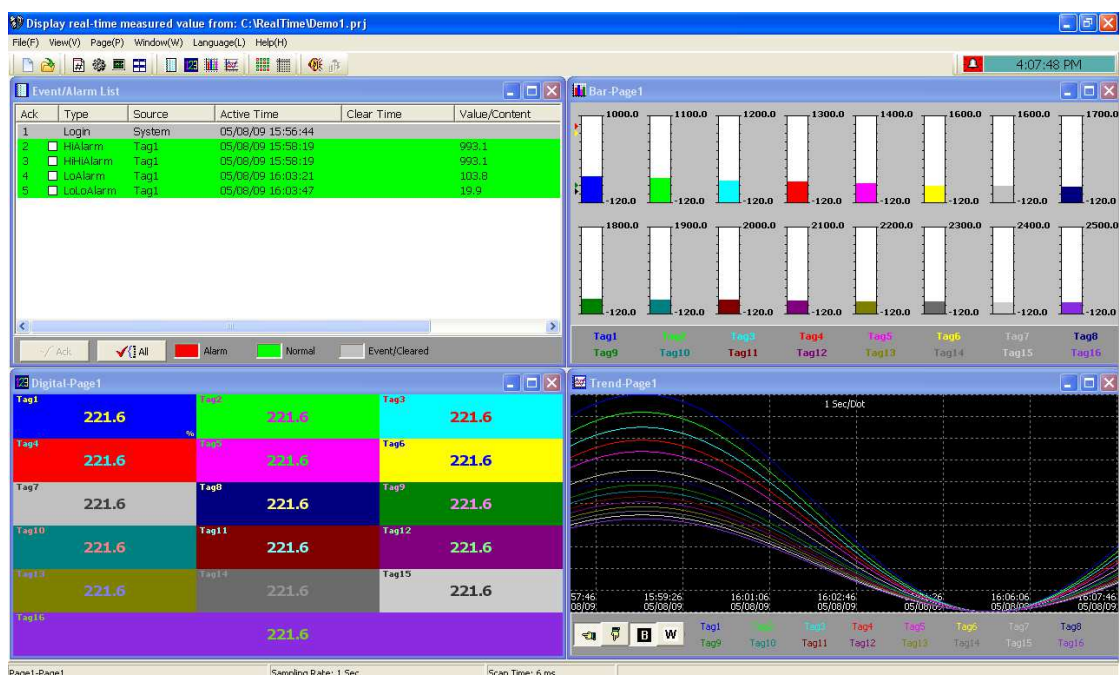 Display real-time measured value from: C:\RealTime\Demo1.prj
File(F) View(V) Page(P) Window(W) Language(L) Help(H)
4:07:48 PM
Event/Alarm List
Ack Type Source Active Time Clear Time Value/Content
1 Login System 05/08/09 15:56:44
2 HiAlarm Tag1 05/08/09 15:58:19 993.1
3 HiHiAlarm Tag1 05/08/09 15:58:19 993.1
4 LoAlarm Tag1 05/08/09 16:03:21 103.8
5 LoLoAlarm Tag1 05/08/09 16:03:47 19.9
Ack All Alarm Normal Event/Cleared
Bar-Page1
1000.0 1100.0 1200.0 1300.0 1400.0 1600.0 1600.0 1700.0
-120.0 -120.0 -120.0 -120.0 -120.0 -120.0 -120.0 -120.0
1800.0 1900.0 2000.0 2100.0 2200.0 2300.0 2400.0 2500.0
-120.0 -120.0 -120.0 -120.0 -120.0 -120.0 -120.0 -120.0
Tag1 Tag2 Tag3 Tag4 Tag5 Tag6 Tag7 Tag8
Tag9 Tag10 Tag11 Tag12 Tag13 Tag14 Tag15 Tag16
Digital-Page1
Tag1 Tag2 Tag3
221.6 221.6 221.6
%
Tag4 Tag5 Tag6
221.6 221.6 221.6
Tag7 Tag8 Tag9
221.6 221.6 221.6
Tag10 Tag11 Tag12
221.6 221.6 221.6
Tag13 Tag14 Tag15
221.6 221.6 221.6
Tag16
221.6
Trend-Page1
1 Sec/Dot
57:46 15:59:26 16:01:06 16:02:46 16:04:26 16:06:06 16:07:46
08/09 05/08/09 05/08/09 05/08/09 05/08/09 05/08/09 05/08/09
B W
Tag1 Tag2 Tag3 Tag4 Tag5 Tag6 Tag7 Tag8
Tag9 Tag10 Tag11 Tag12 Tag13 Tag14 Tag15 Tag16
Page1-Page1 Sampling Rate: 1 Sec Scan Time: 6 ms